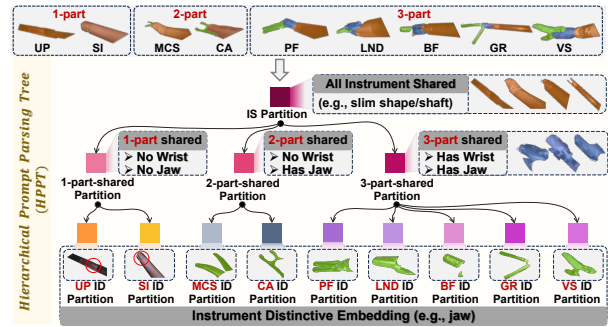 1-part 2-part 3-part
UP SI MCS CA PF LND BF GR VS
Hierarchical Prompt Parsing Tree
(HPPT)
All Instrument Shared
(e.g., slim shape/shaft)
IS Partition
1-part shared
➢ No Wrist
➢ No Jaw
2-part shared
➢ No Wrist
➢ Has Jaw
3-part shared
➢ Has Wrist
➢ Has Jaw
1-part-shared
Partition
2-part-shared
Partition
3-part-shared
Partition
UP ID
Partition
SI ID
Partition
MCS ID
Partition
CA ID
Partition
PF ID
Partition
LND ID
Partition
BF ID
Partition
GR ID
Partition
VS ID
Partition
Instrument Distinctive Embedding (e.g., jaw)